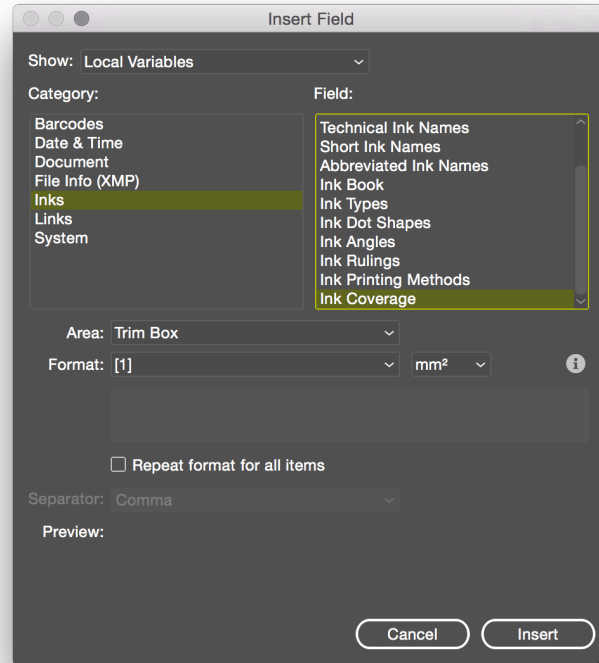 Insert Field
Show: Local Variables
Category:
Field:
Barcodes
Date & Time
Document
File Info (XMP)
Inks
Links
System
Technical Ink Names
Short Ink Names
Abbreviated Ink Names
Ink Book
Ink Types
Ink Dot Shapes
Ink Angles
Ink Rulings
Ink Printing Methods
Ink Coverage
Area: Trim Box
Format: [1] mm²
Repeat format for all items
Separator: Comma
Preview:
Cancel Insert